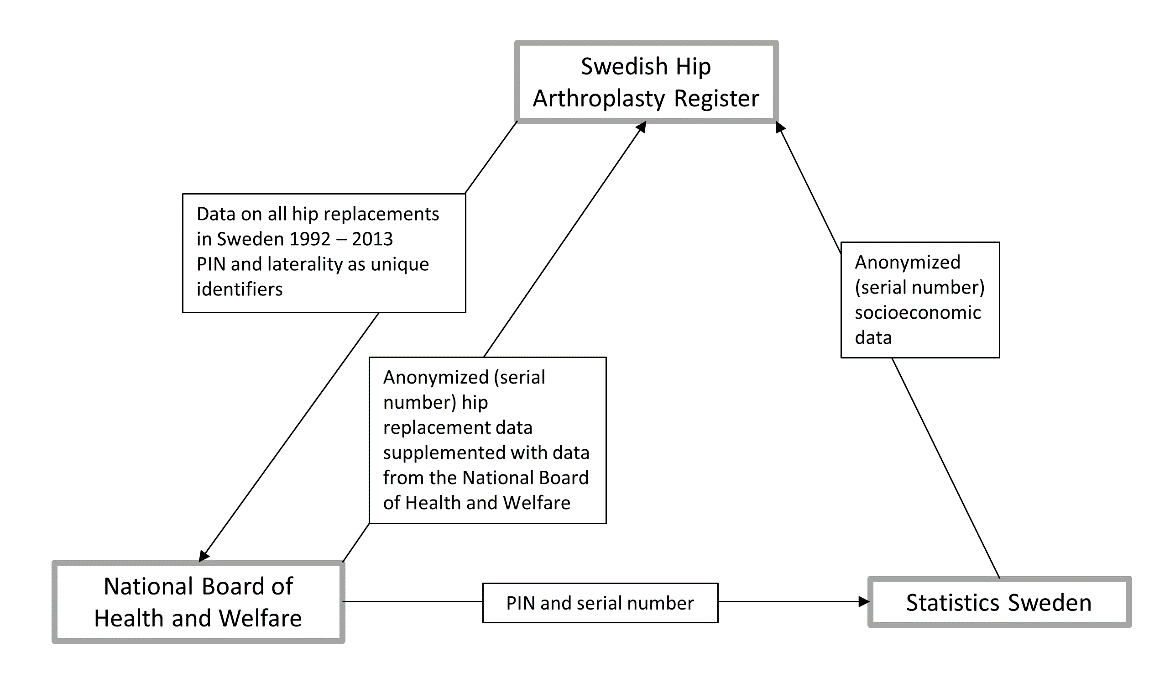 Swedish Hip
Arthroplasty Register
Data on all hip replacements
in Sweden 1992 – 2013
PIN and laterality as unique
identifiers
Anonymized
(serial number)
socioeconomic
data
Anonymized (serial
number) hip
replacement data
supplemented with data
from the National Board
of Health and Welfare
National Board of
Health and Welfare
PIN and serial number
Statistics Sweden